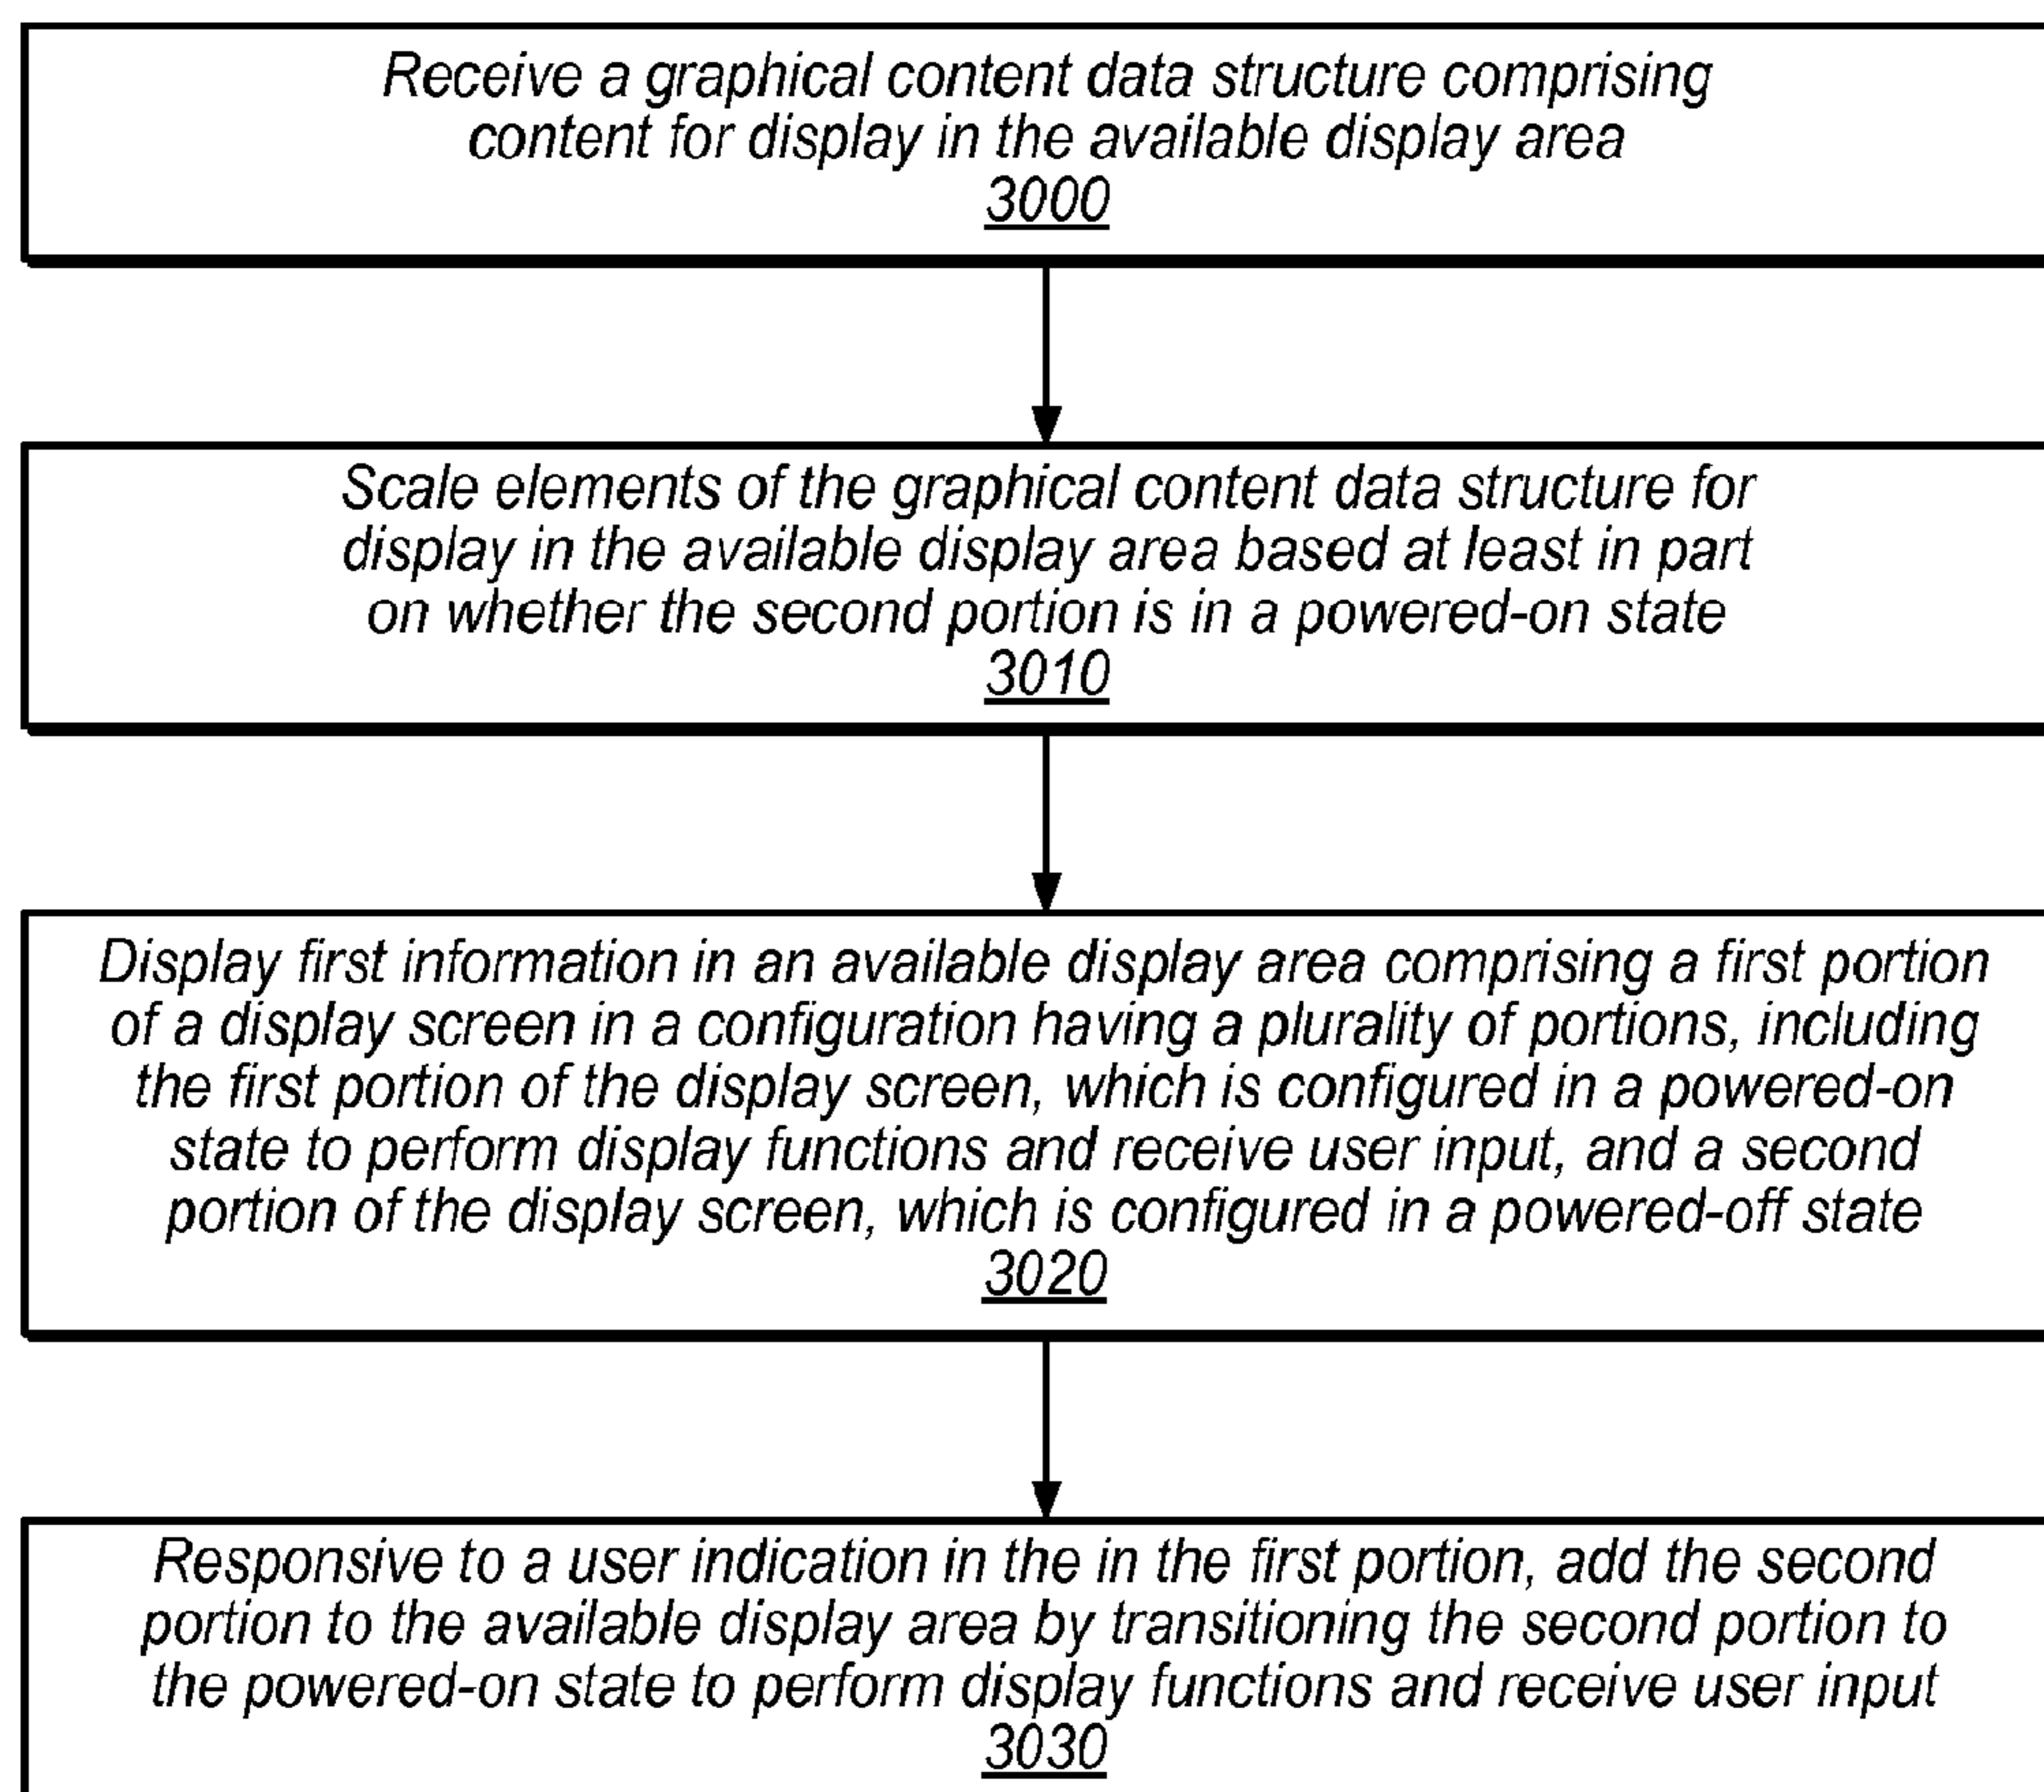 Receive a graphical content data structure comprising
content for display in the available display area
3000
Scale elements of the graphical content data structure for
display in the available display area based at least in part
on whether the second portion is in a powered-on state
3010
Display first information in an available display area comprising a first portion
of a display screen in a configuration having a plurality of portions, including
the first portion of the display screen, which is configured in a powered-on
state to perform display functions and receive user input, and a second
portion of the display screen, which is configured in a powered-off state
3020
Responsive to a user indication in the in the first portion, add the second
portion to the available display area by transitioning the second portion to
the powered-on state to perform display functions and receive user input
3030